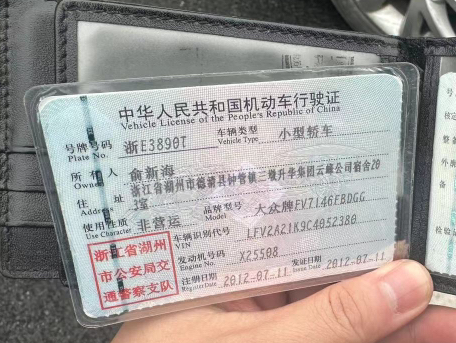 中华人民共和国机动车行驶证
Vehicle License of the People's Republic of China
号牌号码 浙E3890T 车辆类型 小型轿车
Plate No. Vehicle Type
所有人 俞新海
Owner
住址 浙江省湖州市德清县钟管镇三墩升华集团云峰公司宿舍20
Address 3室
使用性质 非营运 品牌型号 大众牌FV7146FBDGG
Use Character Model
浙江省湖州
市公安局交
通警察支队
车辆识别代号 LFV2A21K9C4052380
VIN
发动机号码 X25508
Engine No.
注册日期 2012-07-11 发证日期 2012-07-11
Register Date Issue Date